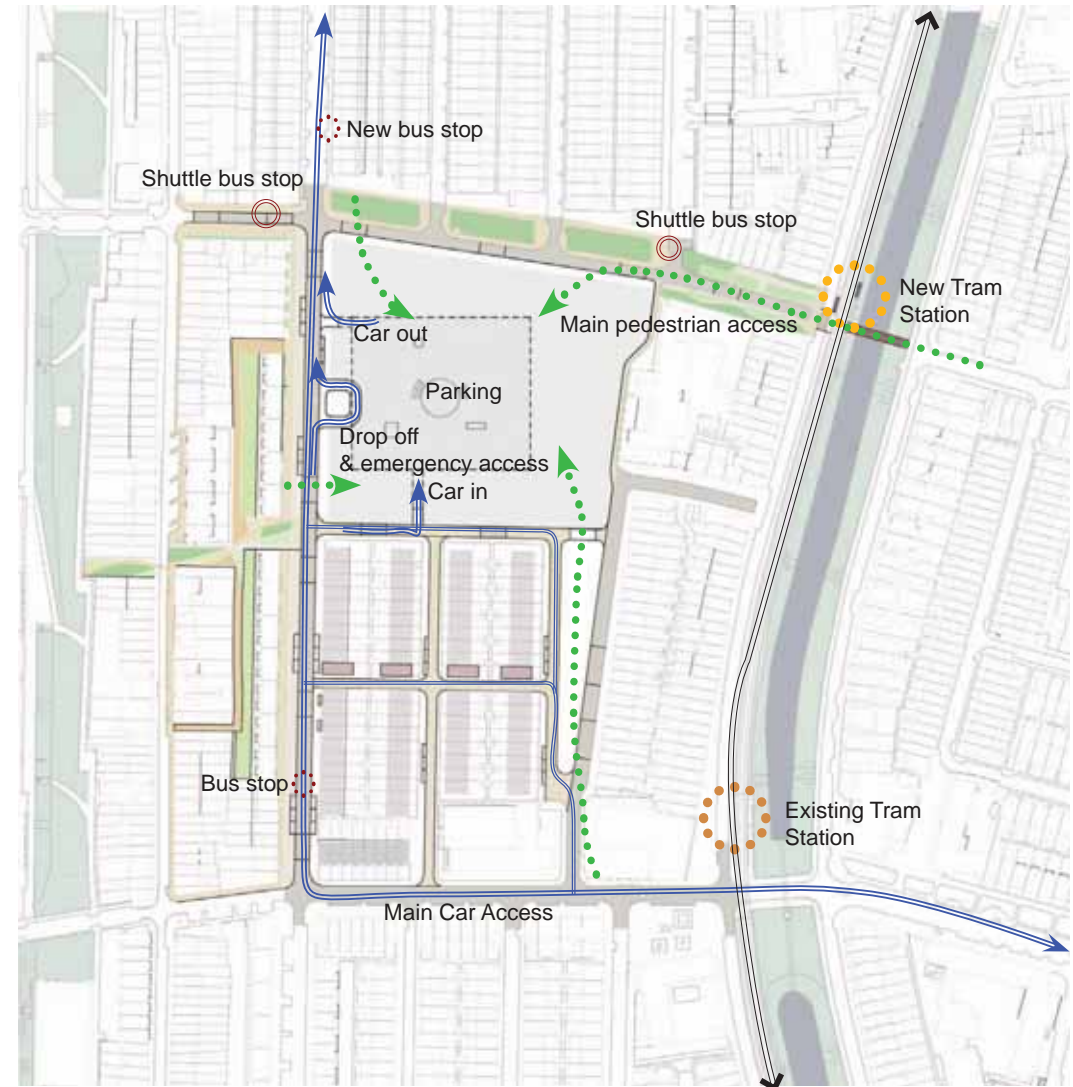 New bus stop
Shuttle bus stop
Shuttle bus stop
New Tram
Station
Main pedestrian access
Car out
Parking
Drop off
& emergency access
Car in
Bus stop
Existing Tram
Station
Main Car Access